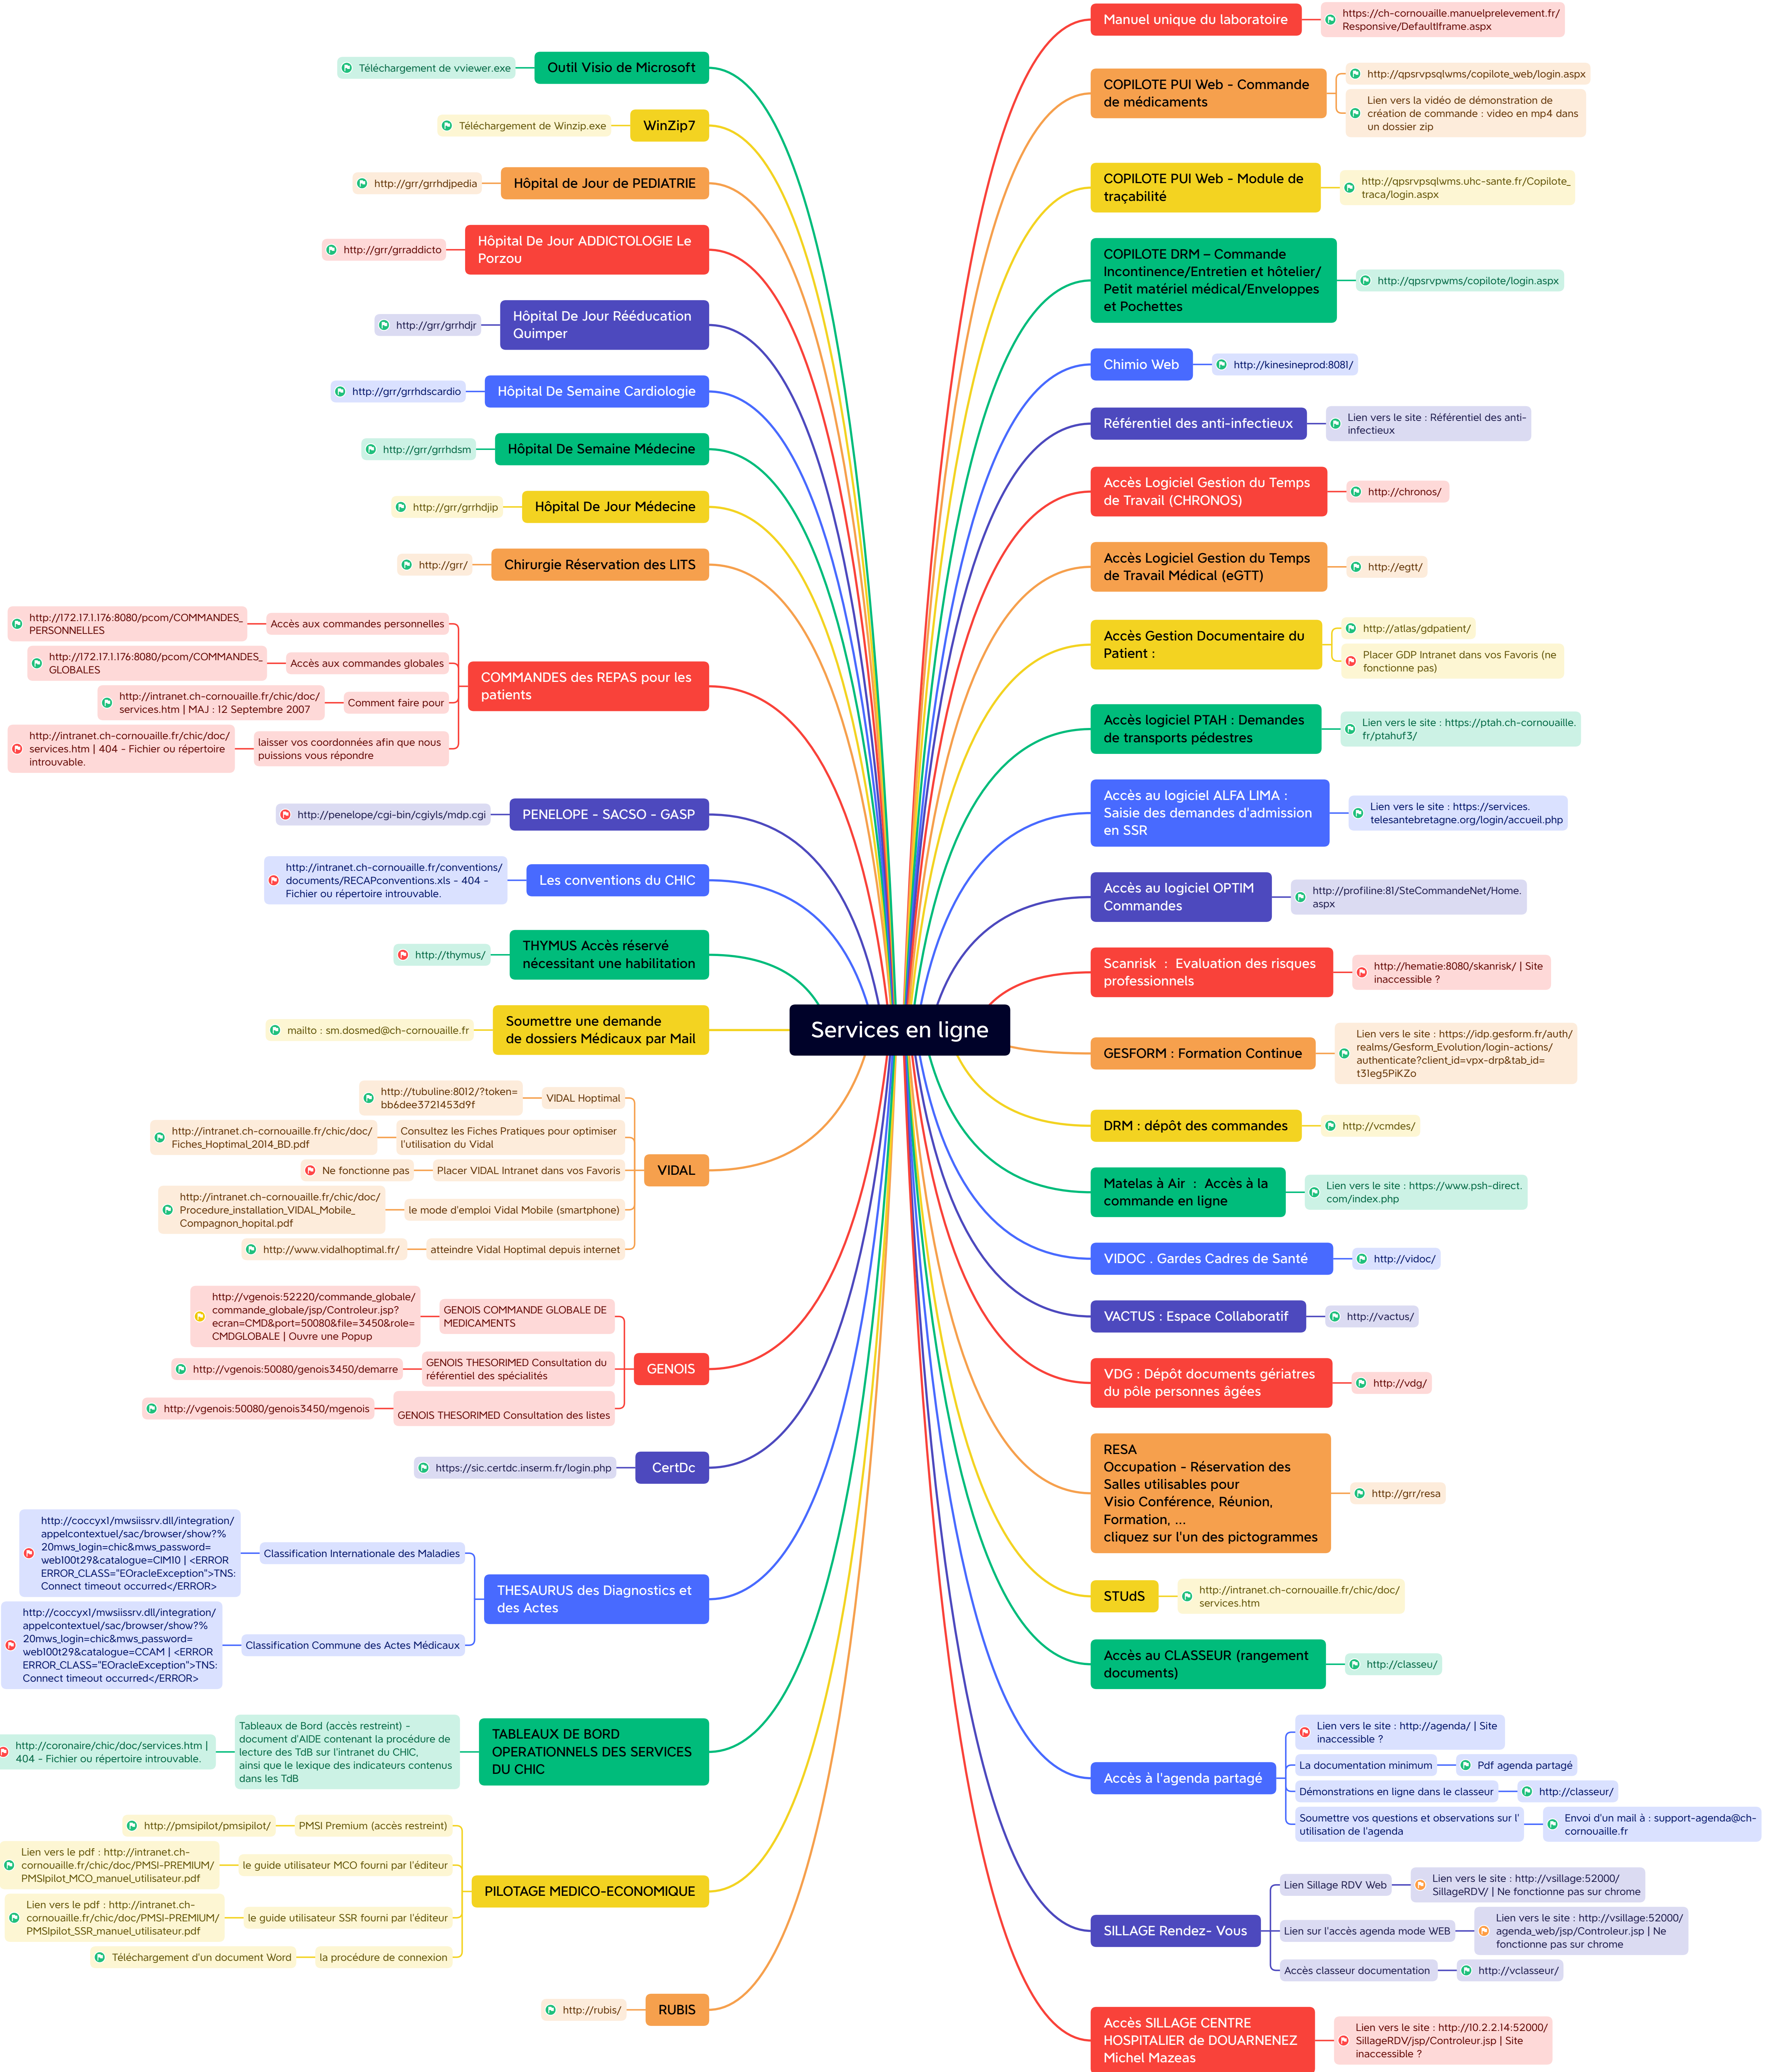 Services en ligne
Manuel unique du laboratoire
https://ch-cornouaille.manuelprelevement.fr/
Responsive/DefaultIframe.aspx
COPILOTE PUI Web - Commande
de médicaments
http://qpsrvpsqlwms/copilote_web/login.aspx
Lien vers la vidéo de démonstration de
création de commande : video en mp4 dans
un dossier zip
COPILOTE PUI Web - Module de
traçabilité
http://qpsrvpsqlwms.uhc-sante.fr/Copilote_
traca/login.aspx
COPILOTE DRM – Commande
Incontinence/Entretien et hôtelier/
Petit matériel médical/Enveloppes
et Pochettes
http://qpsrvpwms/copilote/login.aspx
Chimio Web
http://kinesineprod:8081/
Référentiel des anti-infectieux
Lien vers le site : Référentiel des anti-
infectieux
Accès Logiciel Gestion du Temps
de Travail (CHRONOS)
http://chronos/
Accès Logiciel Gestion du Temps
de Travail Médical (eGTT)
http://egtt/
Accès Gestion Documentaire du
Patient :
http://atlas/gdpatient/
Placer GDP Intranet dans vos Favoris (ne
fonctionne pas)
Accès logiciel PTAH : Demandes
de transports pédestres
Lien vers le site : https://ptah.ch-cornouaille.
fr/ptahuf3/
Accès au logiciel ALFA LIMA :
Saisie des demandes d'admission
en SSR
Lien vers le site : https://services.
telesantebretagne.org/login/accueil.php
Accès au logiciel OPTIM
Commandes
http://profiline:81/SteCommandeNet/Home.
aspx
Scanrisk : Evaluation des risques
professionnels
http://hematie:8080/skanrisk/ | Site
inaccessible ?
GESFORM : Formation Continue
Lien vers le site : https://idp.gesform.fr/auth/
realms/Gesform_Evolution/login-actions/
authenticate?client_id=vpx-drp&tab_id=
t31eg5PiKZo
DRM : dépôt des commandes
http://vcmdes/
Matelas à Air : Accès à la
commande en ligne
Lien vers le site : https://www.psh-direct.
com/index.php
VIDOC . Gardes Cadres de Santé
http://vidoc/
VACTUS : Espace Collaboratif
http://vactus/
VDG : Dépôt documents gériatres
du pôle personnes âgées
http://vdg/
RESA
Occupation - Réservation des
Salles utilisables pour
Visio Conférence, Réunion,
Formation, ...
cliquez sur l'un des pictogrammes
http://grr/resa
STUdS
http://intranet.ch-cornouaille.fr/chic/doc/
services.htm
Accès au CLASSEUR (rangement
documents)
http://classeu/
Accès à l'agenda partagé
Lien vers le site : http://agenda/ | Site
inaccessible ?
La documentation minimum
Pdf agenda partagé
Démonstrations en ligne dans le classeur
http://classeur/
Soumettre vos questions et observations sur l'
utilisation de l'agenda
Envoi d'un mail à : support-agenda@ch-
cornouaille.fr
SILLAGE Rendez- Vous
Lien Sillage RDV Web
Lien vers le site : http://vsillage:52000/
SillageRDV/ | Ne fonctionne pas sur chrome
Lien sur l'accès agenda mode WEB
Lien vers le site : http://vsillage:52000/
agenda_web/jsp/Controleur.jsp | Ne
fonctionne pas sur chrome
Accès classeur documentation
http://vclasseur/
Accès SILLAGE CENTRE
HOSPITALIER de DOUARNENEZ
Michel Mazeas
Lien vers le site : http://10.2.2.14:52000/
SillageRDV/jsp/Controleur.jsp | Site
inaccessible ?
Outil Visio de Microsoft
Téléchargement de vviewer.exe
WinZip7
Téléchargement de Winzip.exe
Hôpital de Jour de PEDIATRIE
http://grr/grrhdjpedia
Hôpital De Jour ADDICTOLOGIE Le
Porzou
http://grr/grraddicto
Hôpital De Jour Rééducation
Quimper
http://grr/grrhdjr
Hôpital De Semaine Cardiologie
http://grr/grrhdscardio
Hôpital De Semaine Médecine
http://grr/grrhdsm
Hôpital De Jour Médecine
http://grr/grrhdjip
Chirurgie Réservation des LITS
http://grr/
COMMANDES des REPAS pour les
patients
Accès aux commandes personnelles
http://172.17.1.176:8080/pcom/COMMANDES_
PERSONNELLES
Accès aux commandes globales
http://172.17.1.176:8080/pcom/COMMANDES_
GLOBALES
Comment faire pour
http://intranet.ch-cornouaille.fr/chic/doc/
services.htm | MAJ : 12 Septembre 2007
laisser vos coordonnées afin que nous
puissions vous répondre
http://intranet.ch-cornouaille.fr/chic/doc/
services.htm | 404 - Fichier ou répertoire
introuvable.
PENELOPE - SACSO - GASP
http://penelope/cgi-bin/cgiyls/mdp.cgi
Les conventions du CHIC
http://intranet.ch-cornouaille.fr/conventions/
documents/RECAPconventions.xls - 404 -
Fichier ou répertoire introuvable.
THYMUS Accès réservé
nécessitant une habilitation
http://thymus/
Soumettre une demande
de dossiers Médicaux par Mail
mailto : sm.dosmed@ch-cornouaille.fr
VIDAL
VIDAL Hoptimal
http://tubuline:8012/?token=
bb6dee3721453d9f
Consultez les Fiches Pratiques pour optimiser
l'utilisation du Vidal
http://intranet.ch-cornouaille.fr/chic/doc/
Fiches_Hoptimal_2014_BD.pdf
Placer VIDAL Intranet dans vos Favoris
Ne fonctionne pas
le mode d'emploi Vidal Mobile (smartphone)
http://intranet.ch-cornouaille.fr/chic/doc/
Procedure_installation_VIDAL_Mobile_
Compagnon_hopital.pdf
atteindre Vidal Hoptimal depuis internet
http://www.vidalhoptimal.fr/
GENOIS
GENOIS COMMANDE GLOBALE DE
MEDICAMENTS
http://vgenois:52220/commande_globale/
commande_globale/jsp/Controleur.jsp?
ecran=CMD&port=50080&file=3450&role=
CMDGLOBALE | Ouvre une Popup
GENOIS THESORIMED Consultation du
référentiel des spécialités
http://vgenois:50080/genois3450/demarre
GENOIS THESORIMED Consultation des listes
http://vgenois:50080/genois3450/mgenois
CertDc
https://sic.certdc.inserm.fr/login.php
THESAURUS des Diagnostics et
des Actes
Classification Internationale des Maladies
http://coccyx1/mwsiissrv.dll/integration/
appelcontextuel/sac/browser/show?%
20mws_login=chic&mws_password=
web100t29&catalogue=CIM10 | <ERROR
ERROR_CLASS="EOracleException">TNS:
Connect timeout occurred</ERROR>
Classification Commune des Actes Médicaux
http://coccyx1/mwsiissrv.dll/integration/
appelcontextuel/sac/browser/show?%
20mws_login=chic&mws_password=
web100t29&catalogue=CCAM | <ERROR
ERROR_CLASS="EOracleException">TNS:
Connect timeout occurred</ERROR>
TABLEAUX DE BORD
OPERATIONNELS DES SERVICES
DU CHIC
Tableaux de Bord (accès restreint) -
document d'AIDE contenant la procédure de
lecture des TdB sur l'intranet du CHIC,
ainsi que le lexique des indicateurs contenus
dans les TdB
http://coronaire/chic/doc/services.htm |
404 - Fichier ou répertoire introuvable.
PILOTAGE MEDICO-ECONOMIQUE
PMSI Premium (accès restreint)
http://pmsipilot/pmsipilot/
le guide utilisateur MCO fourni par l'éditeur
Lien vers le pdf : http://intranet.ch-
cornouaille.fr/chic/doc/PMSI-PREMIUM/
PMSIpilot_MCO_manuel_utilisateur.pdf
le guide utilisateur SSR fourni par l'éditeur
Lien vers le pdf : http://intranet.ch-
cornouaille.fr/chic/doc/PMSI-PREMIUM/
PMSIpilot_SSR_manuel_utilisateur.pdf
la procédure de connexion
Téléchargement d'un document Word
RUBIS
http://rubis/